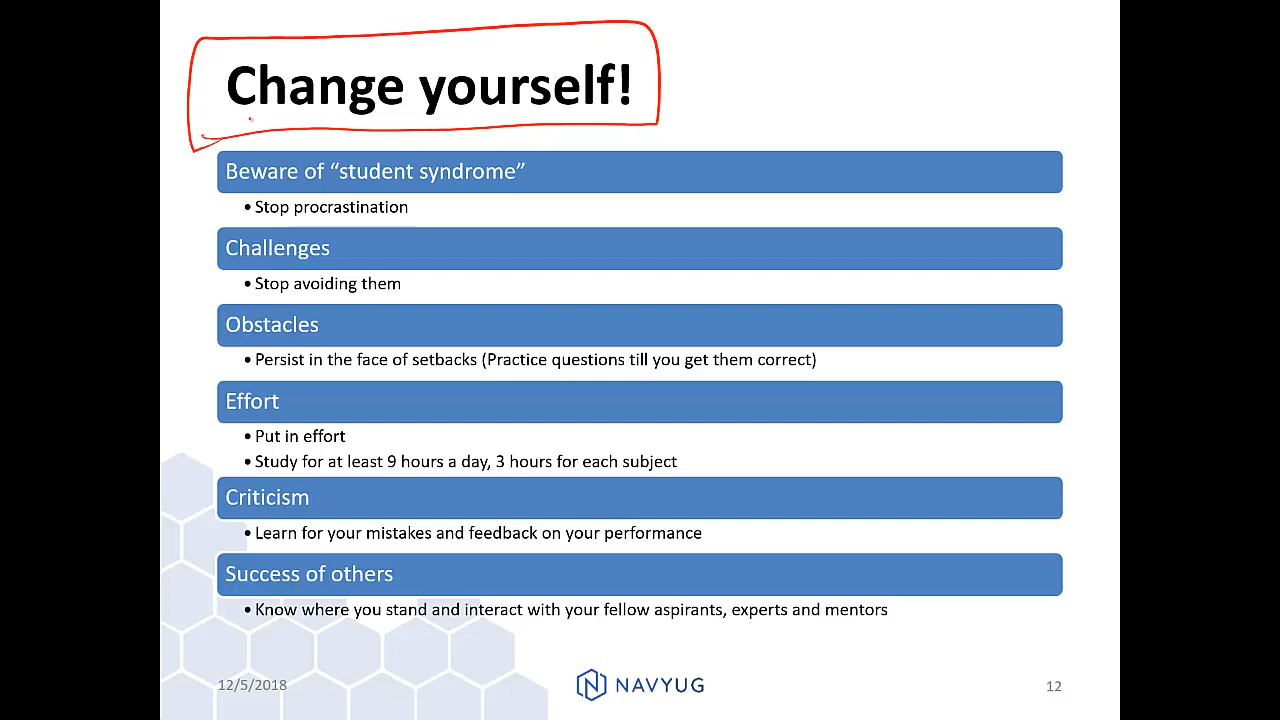 Change yourself!
Beware of “student syndrome”
• Stop procrastination
Challenges
• Stop avoiding them
Obstacles
• Persist in the face of setbacks (Practice questions till you get them correct)
Effort
• Put in effort
• Study for at least 9 hours a day, 3 hours for each subject
Criticism
• Learn for your mistakes and feedback on your performance
Success of others
• Know where you stand and interact with your fellow aspirants, experts and mentors
12/5/2018
NAVYUG
12